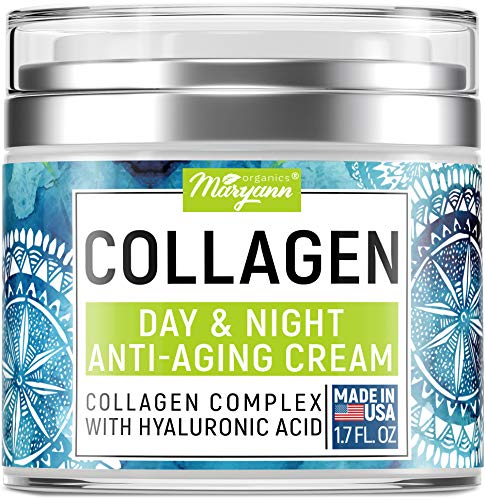 organics
Maryann®
COLLAGEN
DAY & NIGHT
ANTI-AGING CREAM
COLLAGEN COMPLEX
WITH HYALURONIC ACID
MADE IN
USA
1.7 FL. OZ